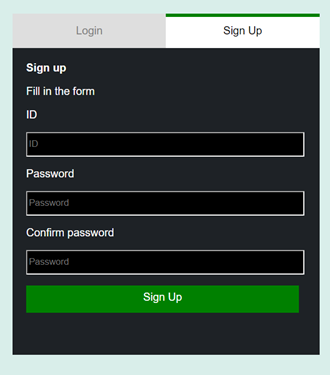 Login
Sign Up
Sign up
Fill in the form
ID
ID
Password
Password
Confirm password
Password
Sign Up